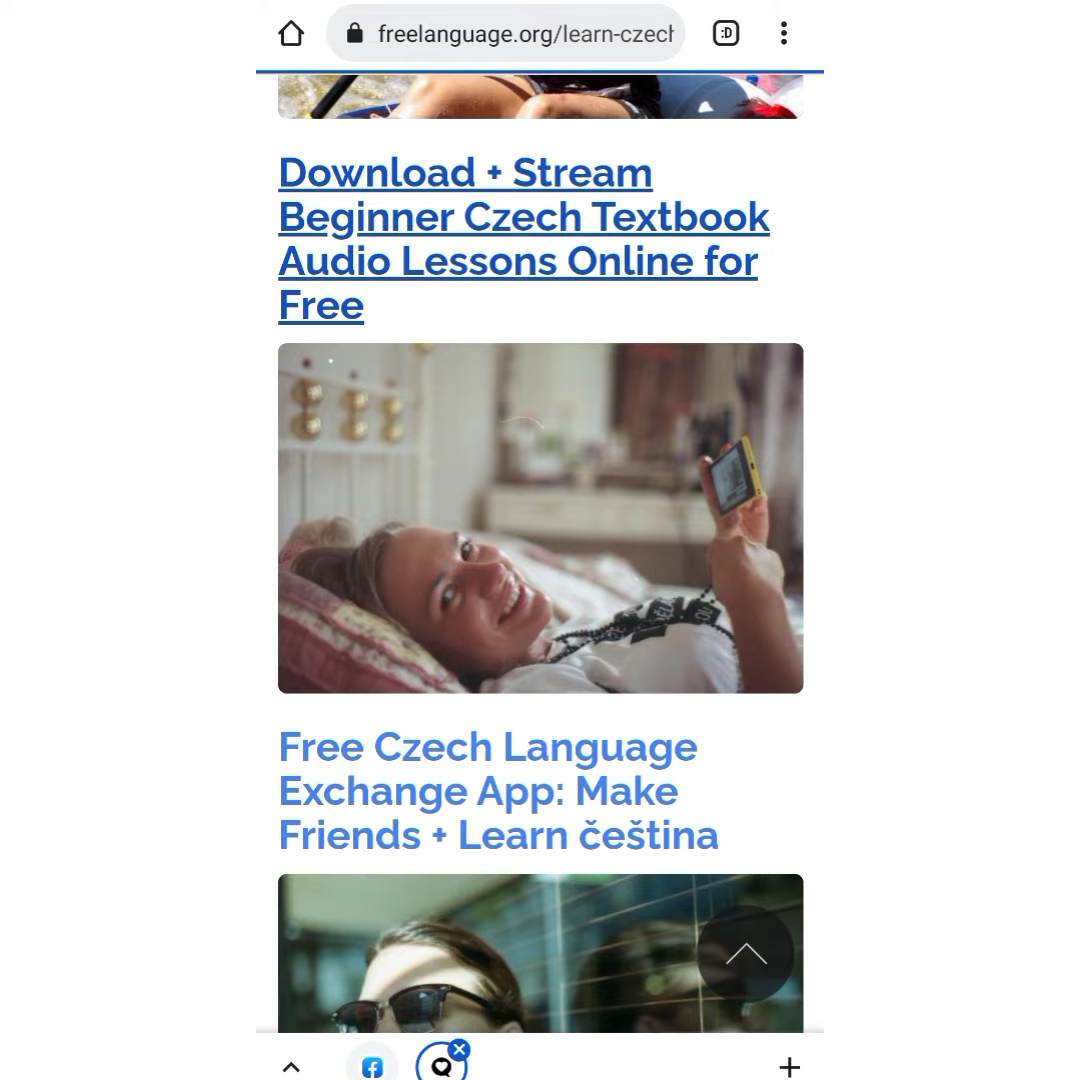 freelanguage.org/learn-czech
:D
Download + Stream
Beginner Czech Textbook
Audio Lessons Online for
Free
Free Czech Language
Exchange App: Make
Friends + Learn čeština